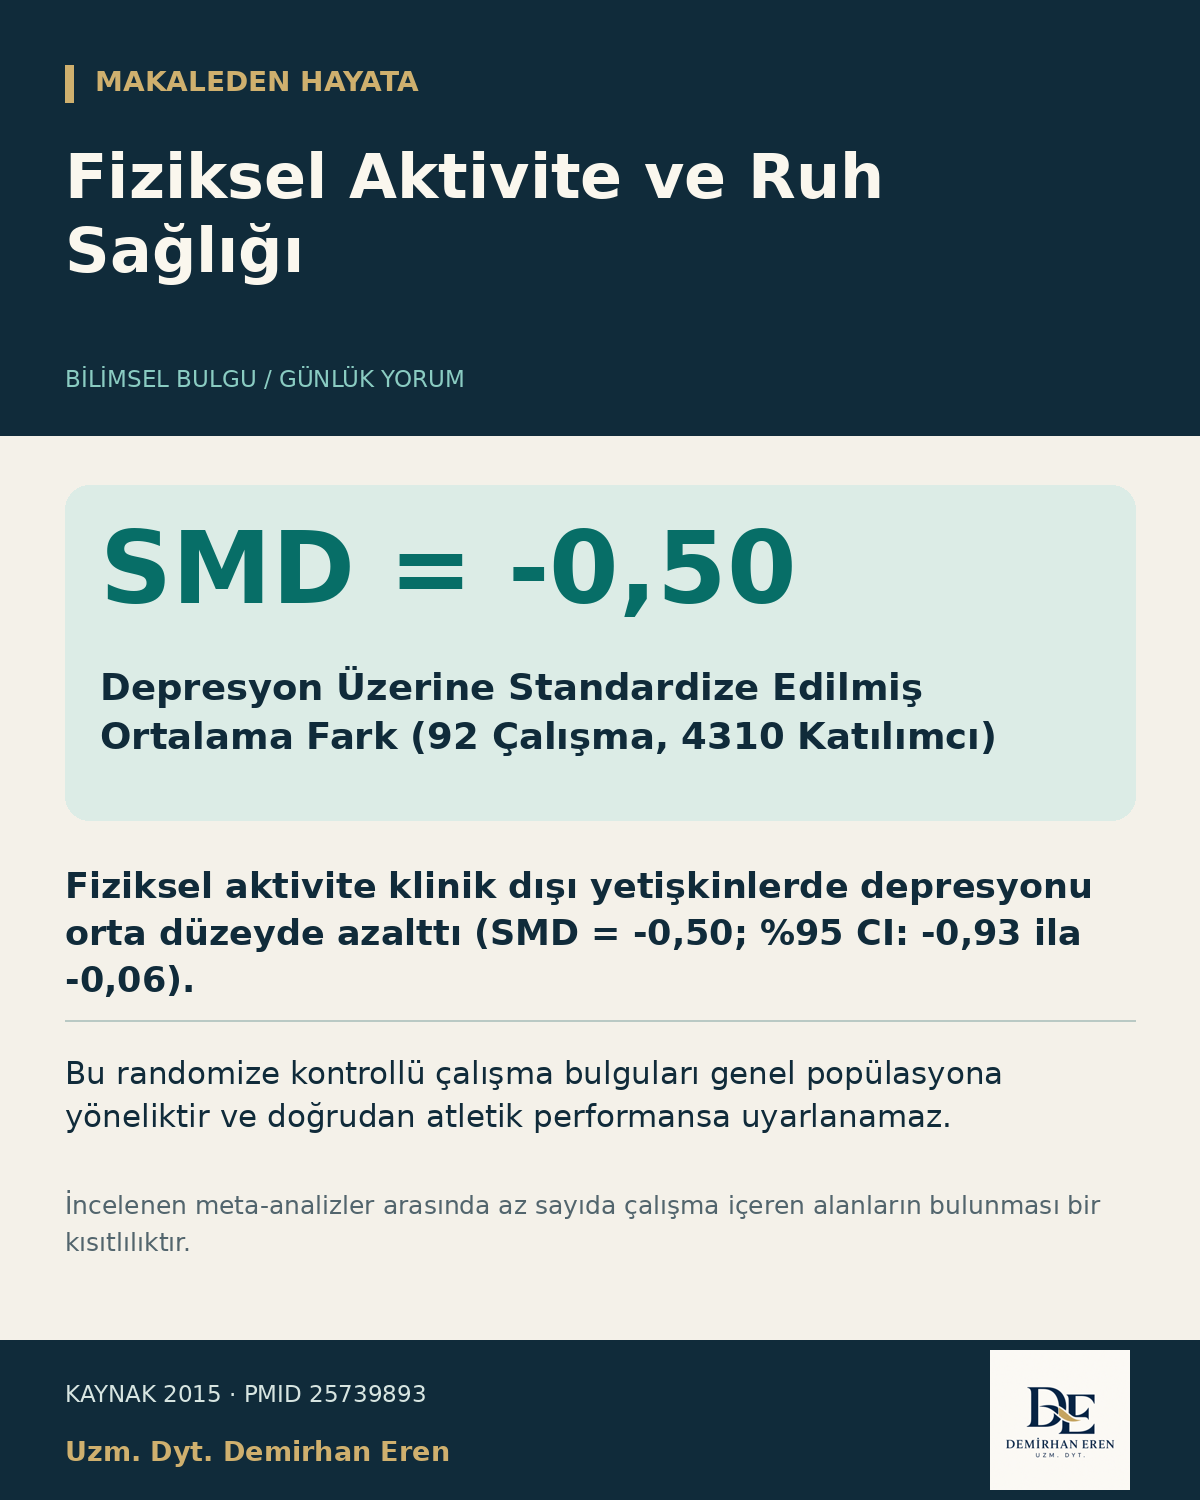 MAKALEDEN HAYATA
Fiziksel Aktivite ve Ruh
Sağlığı
BİLİMSEL BULGU / GÜNLÜK YORUM
SMD = -0,50
Depresyon Üzerine Standardize Edilmiş
Ortalama Fark (92 Çalışma, 4310 Katılımcı)
Fiziksel aktivite klinik dışı yetişkinlerde depresyonu
orta düzeyde azalttı (SMD = -0,50; %95 CI: -0,93 ila
-0,06).
Bu randomize kontrollü çalışma bulguları genel popülasyona
yöneliktir ve doğrudan atletik performansa uyarlanamaz.
İncelenen meta-analizler arasında az sayıda çalışma içeren alanların bulunması bir
kısıtlılıktır.
KAYNAK 2015 · PMID 25739893
Uzm. Dyt. Demirhan Eren
DE
DEMİRHAN EREN
UZM. DYT.